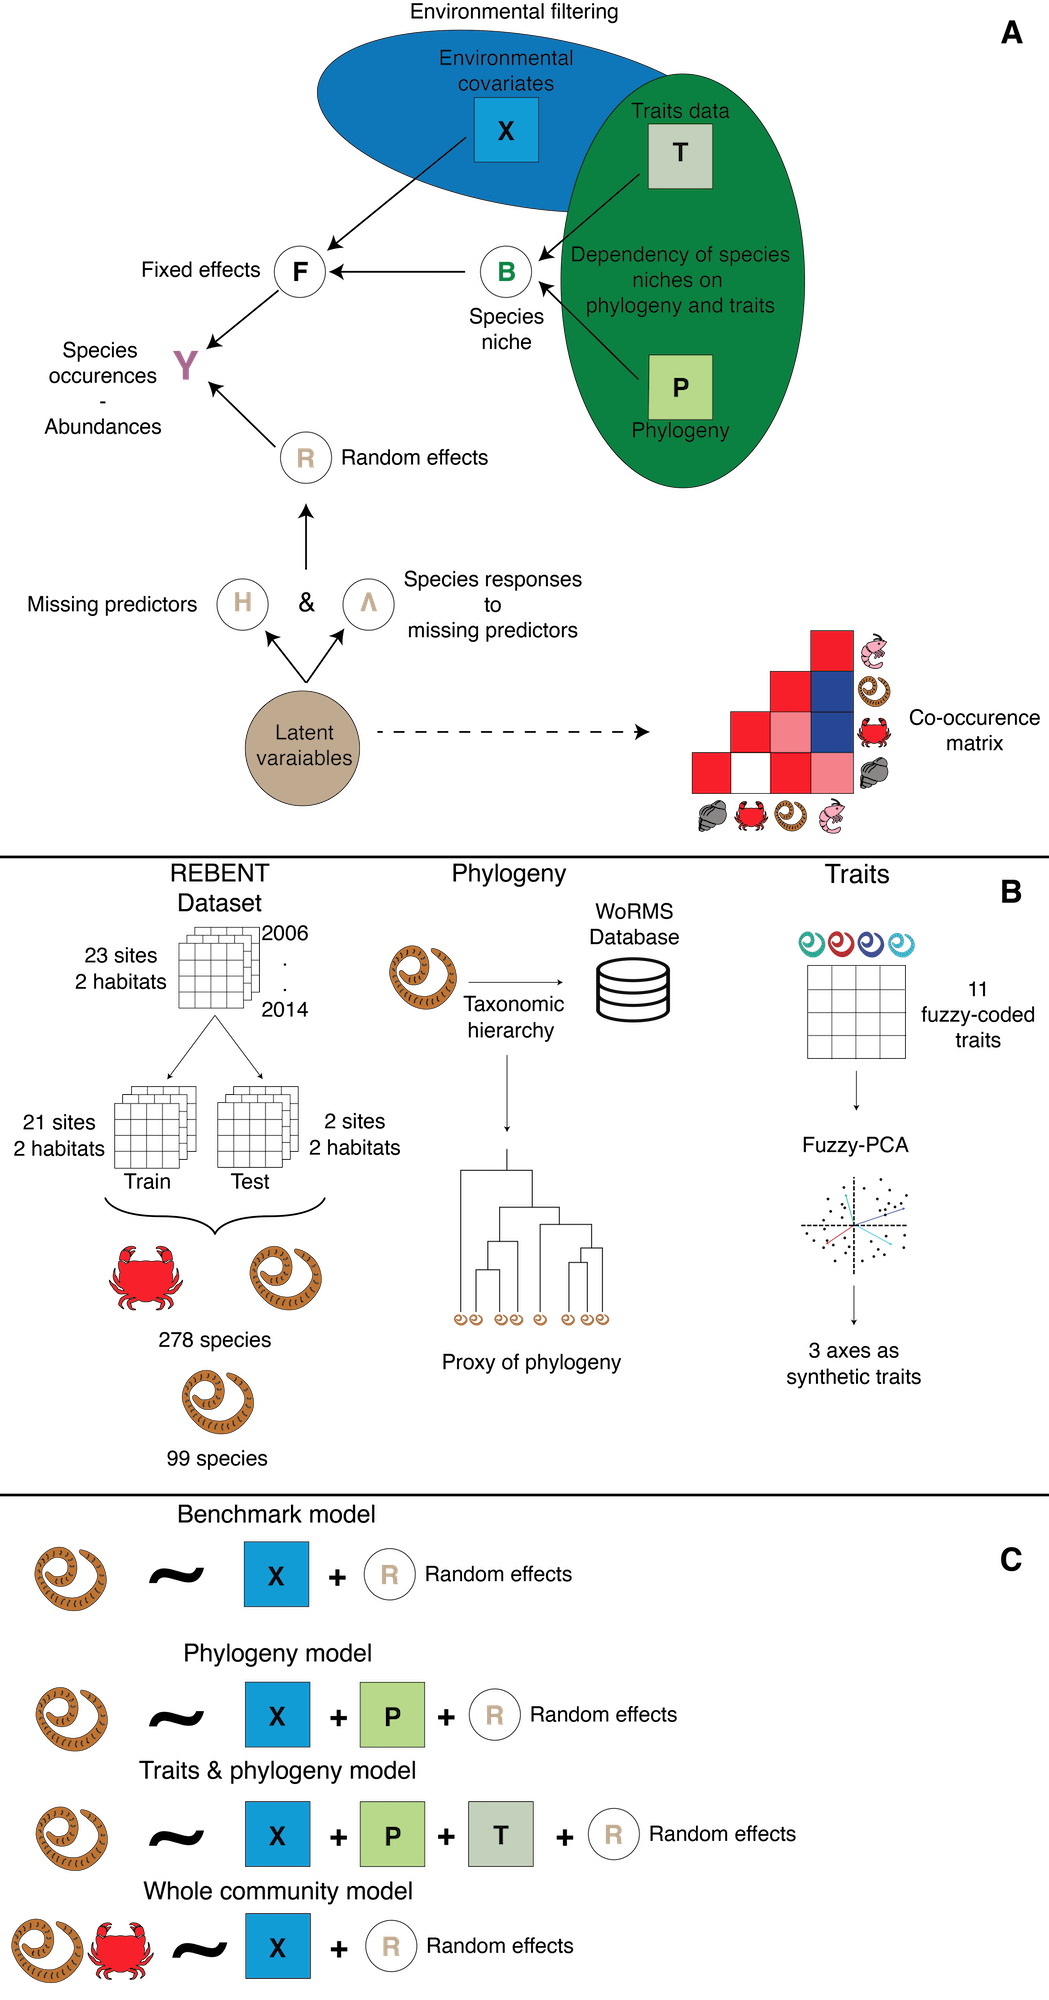 Environmental filtering
A
Environmental
covariates
X
Traits data
T
Dependency of species
niches on
phylogeny and traits
Fixed effects
F
B
Species
niche
P
Phylogeny
Species
occurences
-
Abundances
Y
R
Random effects
Missing predictors
H
&
Λ
Species responses
to
missing predictors
Latent
varaiables
Co-occurence
matrix
REBENT
Dataset
Phylogeny
Traits
B
23 sites
2 habitats
2006
.
.
2014
WoRMS
Database
Taxonomic
hierarchy
11
fuzzy-coded
traits
21 sites
2 habitats
2 sites
2 habitats
Train
Test
Fuzzy-PCA
278 species
Proxy of phylogeny
3 axes as
synthetic traits
99 species
Benchmark model
C
~ X + R Random effects
Phylogeny model
~ X + P + R Random effects
Traits & phylogeny model
~ X + P + T + R Random effects
Whole community model
~ X + R Random effects